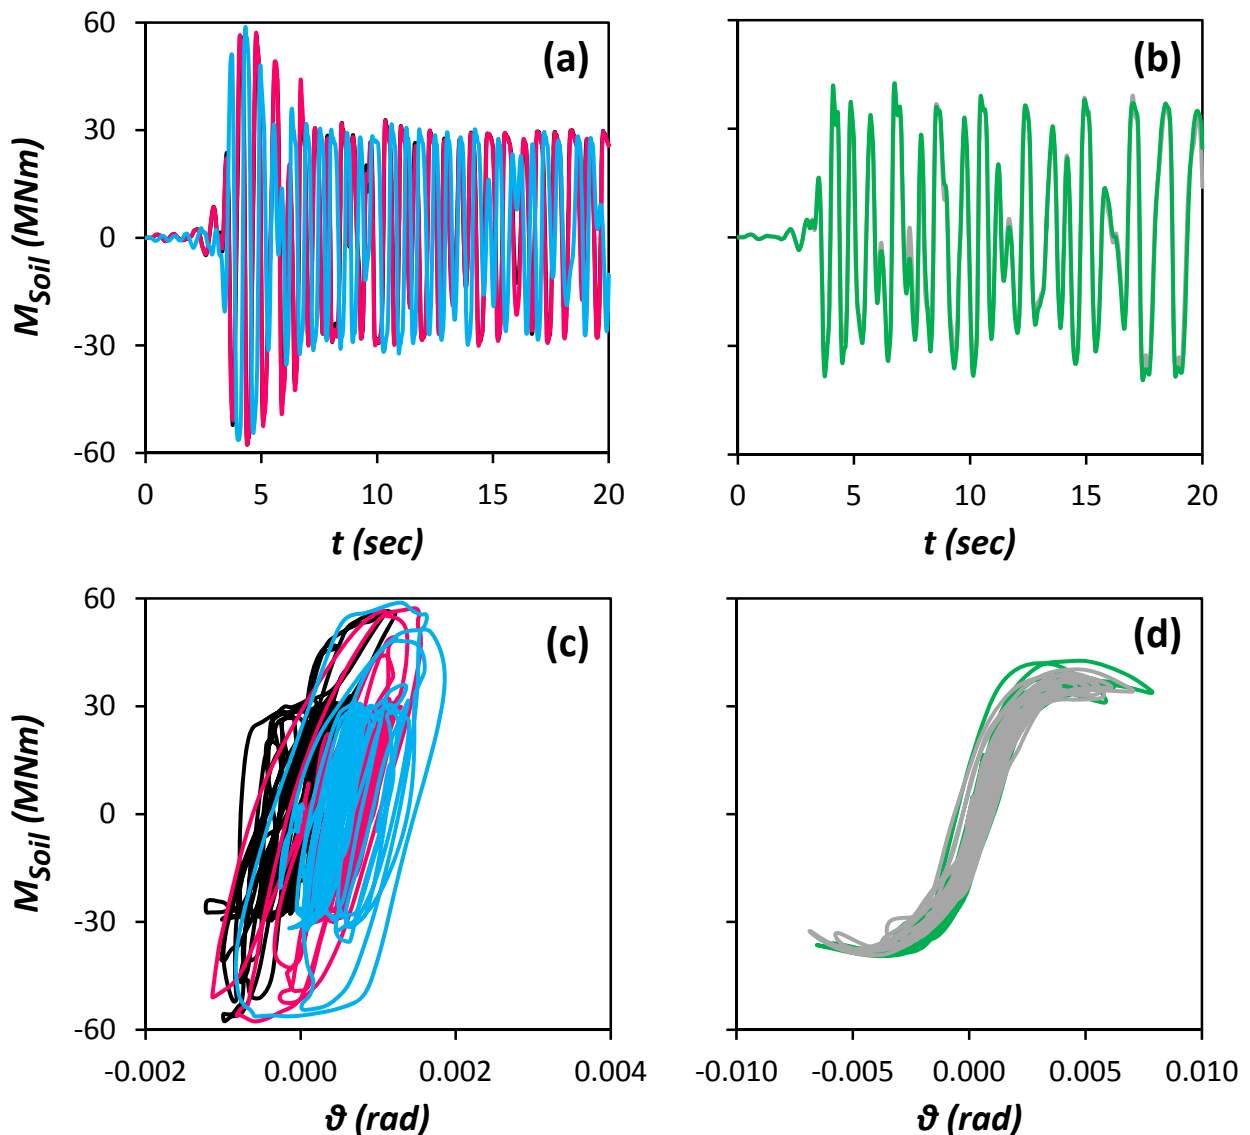 60
30
0
-30
-60
M_Soil (MNm)
(a)
0 5 10 15 20
t (sec)
(b)
0 5 10 15 20
t (sec)
60
30
0
-30
-60
M_Soil (MNm)
(c)
-0.002 0.000 0.002 0.004
ϑ (rad)
(d)
-0.010 -0.005 0.000 0.005 0.010
ϑ (rad)